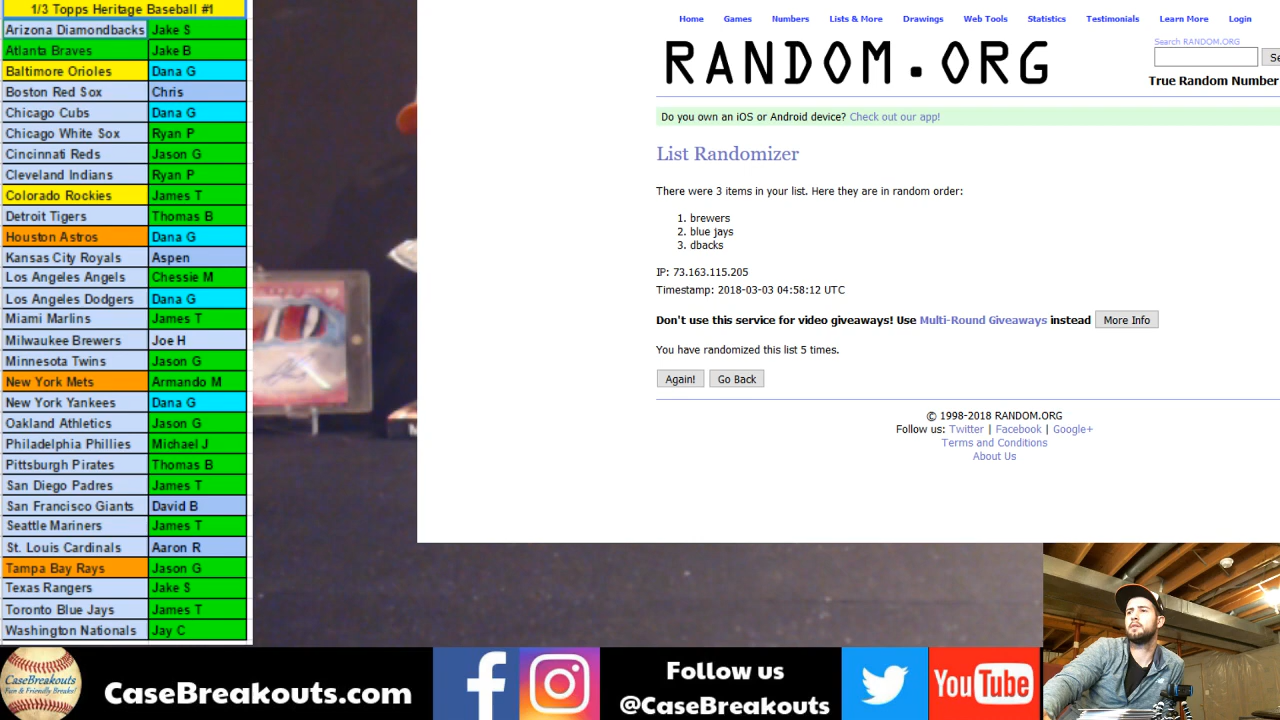 1/3 Topps Heritage Baseball #1
Arizona Diamondbacks Jake S
Atlanta Braves Jake B
Baltimore Orioles Dana G
Boston Red Sox Chris
Chicago Cubs Dana G
Chicago White Sox Ryan P
Cincinnati Reds Jason G
Cleveland Indians Ryan P
Colorado Rockies James T
Detroit Tigers Thomas B
Houston Astros Dana G
Kansas City Royals Aspen
Los Angeles Angels Chessie M
Los Angeles Dodgers Dana G
Miami Marlins James T
Milwaukee Brewers Joe H
Minnesota Twins Jason G
New York Mets Armando M
New York Yankees Dana G
Oakland Athletics Jason G
Philadelphia Phillies Michael J
Pittsburgh Pirates Thomas B
San Diego Padres James T
San Francisco Giants David B
Seattle Mariners James T
St. Louis Cardinals Aaron R
Tampa Bay Rays Jason G
Texas Rangers Jake S
Toronto Blue Jays James T
Washington Nationals Jay C
Home Games Numbers Lists & More Drawings Web Tools Statistics Testimonials Learn More Login
RANDOM.ORG
Search RANDOM.ORG
Se
True Random Number
Do you own an iOS or Android device? Check out our app!
List Randomizer
There were 3 items in your list. Here they are in random order:
1. brewers
2. blue jays
3. dbacks
IP: 73.163.115.205
Timestamp: 2018-03-03 04:58:12 UTC
Don't use this service for video giveaways! Use Multi-Round Giveaways instead More Info
You have randomized this list 5 times.
Again! Go Back
© 1998-2018 RANDOM.ORG
Follow us: Twitter | Facebook | Google+
Terms and Conditions
About Us
CaseBreakouts
Fun & Friendly Breaks!
CaseBreakouts.com
Follow us
@CaseBreakouts
YouTube